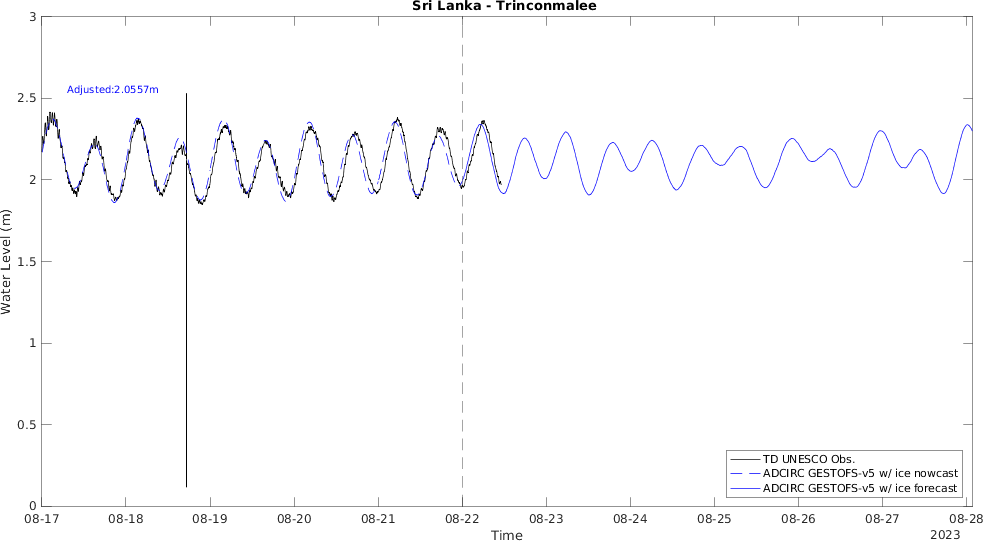 Sri Lanka - Trinconmalee
3
2.5
2
1.5
1
0.5
0
Water Level (m)
Adjusted:2.0557m
TD UNESCO Obs.
ADCIRC GESTOFS-v5 w/ ice nowcast
ADCIRC GESTOFS-v5 w/ ice forecast
08-17 08-18 08-19 08-20 08-21 08-22 08-23 08-24 08-25 08-26 08-27 08-28
Time
2023